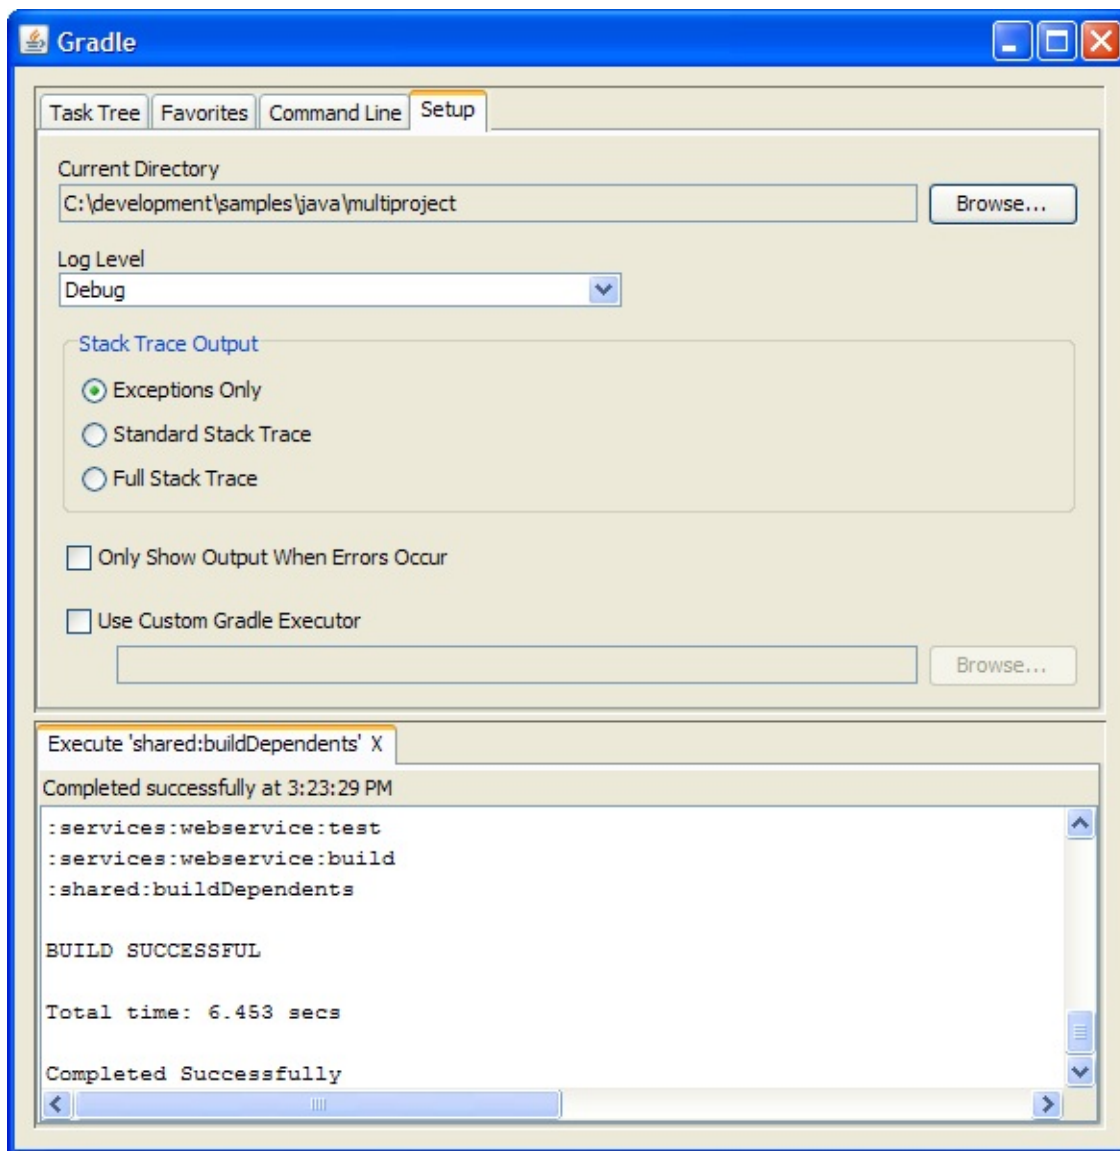 Gradle
Task Tree Favorites Command Line Setup
Current Directory
C:\development\samples\java\multiproject Browse...
Log Level
Debug
Stack Trace Output
Exceptions Only
Standard Stack Trace
Full Stack Trace
Only Show Output When Errors Occur
Use Custom Gradle Executor
Browse...
Execute 'shared:buildDependents' X
Completed successfully at 3:23:29 PM
:services:webservice:test
:services:webservice:build
:shared:buildDependents
BUILD SUCCESSFUL
Total time: 6.453 secs
Completed Successfully